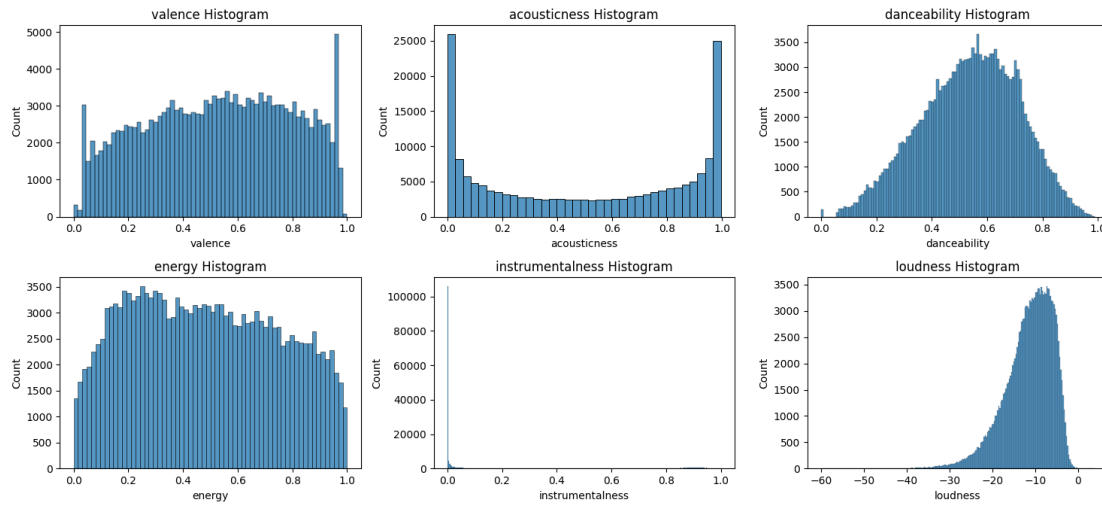 valence Histogram
5000
4000
3000
2000
1000
0
Count
0.0 0.2 0.4 0.6 0.8 1.0
valence
acousticness Histogram
25000
20000
15000
10000
5000
0
Count
0.0 0.2 0.4 0.6 0.8 1.0
acousticness
danceability Histogram
3500
3000
2500
2000
1500
1000
500
0
Count
0.0 0.2 0.4 0.6 0.8 1.0
danceability
energy Histogram
3500
3000
2500
2000
1500
1000
500
0
Count
0.0 0.2 0.4 0.6 0.8 1.0
energy
instrumentalness Histogram
100000
80000
60000
40000
20000
0
Count
0.0 0.2 0.4 0.6 0.8 1.0
instrumentalness
loudness Histogram
3500
3000
2500
2000
1500
1000
500
0
Count
−60 −50 −40 −30 −20 −10 0
loudness